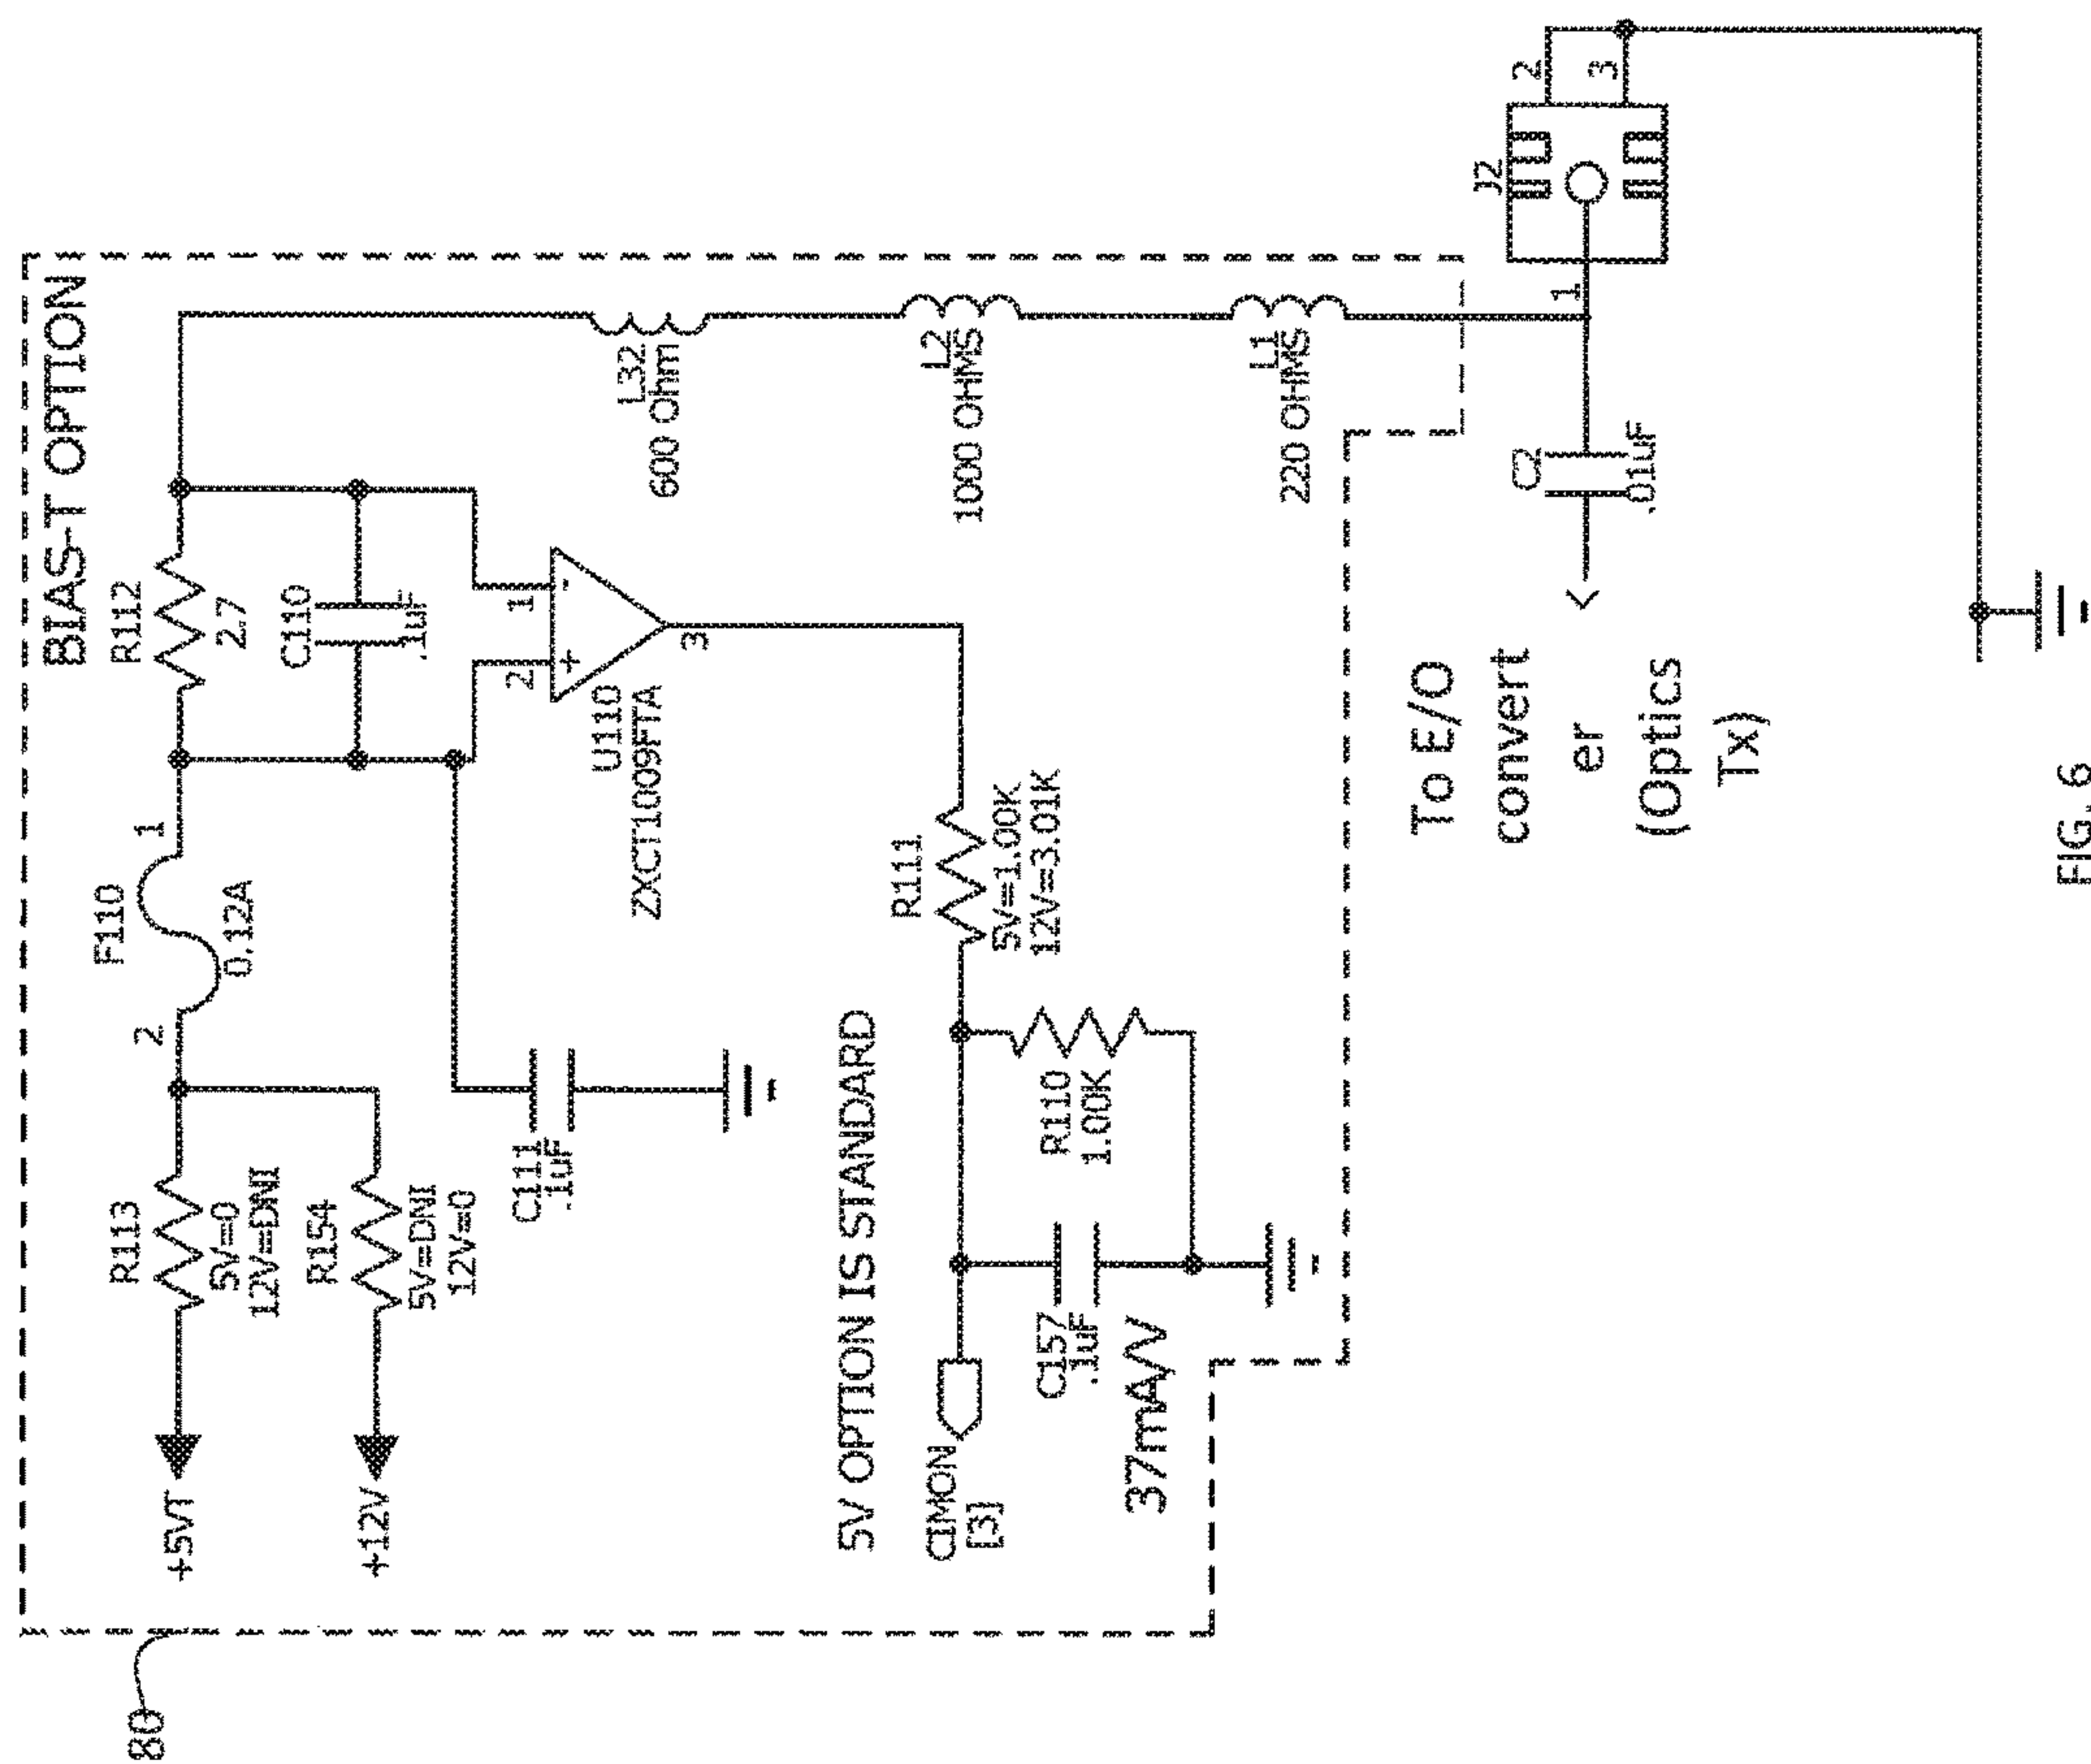 80
BIAS-T OPTION
+5VT
R113
5V=0
12V=DNI
+12V
R154
5V=DNI
12V=0
2
F110
0.12A
1
R112
2.7
C110
.1uF
C111
.1uF
2
1
+
-
U110
ZXCT1009FTA
3
L32
600 Ohm
L2
1000 OHMS
L1
220 OHMS
5V OPTION IS STANDARD
CIMON
[3]
R111
5V=1.00K
12V=3.01K
R110
1.00K
C157
.1uF
37mA/V
J2
1
2
3
C2
.01uF
To E/O
convert
er
(Optics
Tx)
FIG. 6